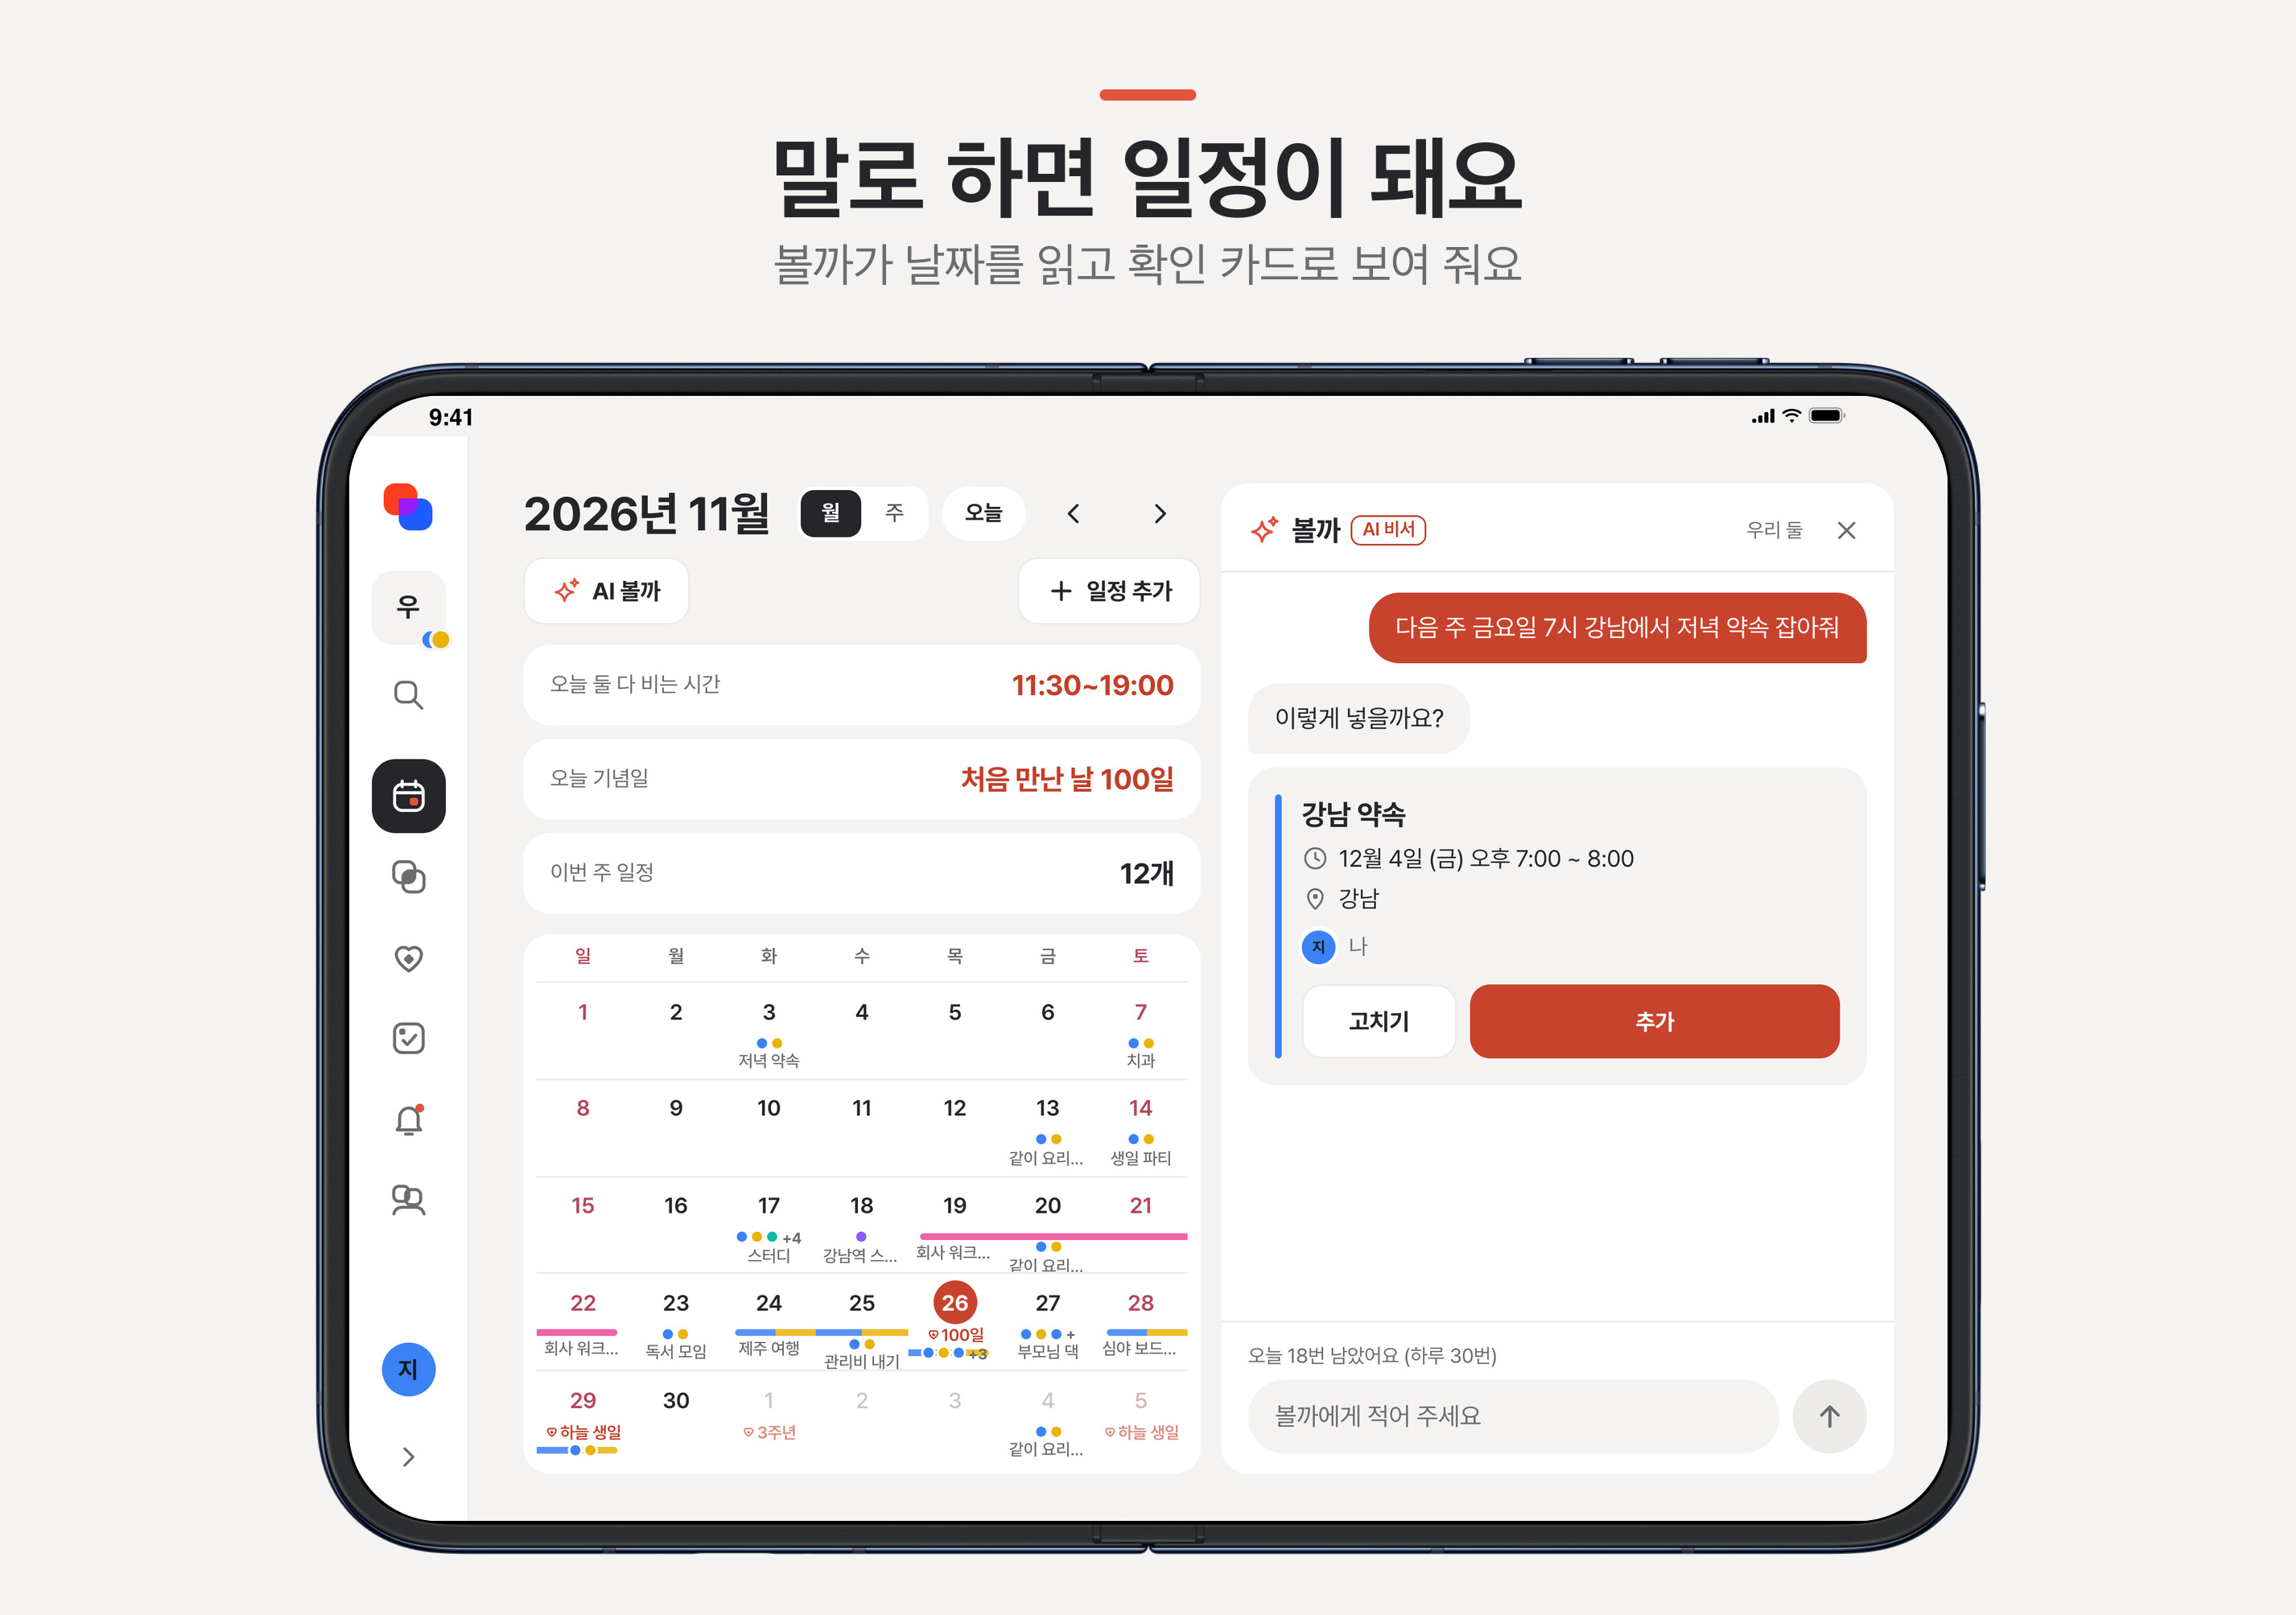 말로 하면 일정이 돼요
볼까가 날짜를 읽고 확인 카드로 보여 줘요
9:41
우
지
2026년 11월
월 주 오늘
AI 볼까
일정 추가
오늘 둘 다 비는 시간 11:30~19:00
오늘 기념일 처음 만난 날 100일
이번 주 일정 12개
일 월 화 수 목 금 토
1 2 3 4 5 6 7
저녁 약속 치과
8 9 10 11 12 13 14
같이 요리... 생일 파티
15 16 17 18 19 20 21
+4
스터디 강남역 스... 회사 워크... 같이 요리...
22 23 24 25 26 27 28
100일 +
회사 워크... 독서 모임 제주 여행 관리비 내기 +3 부모님 댁 심야 보드...
29 30 1 2 3 4 5
하늘 생일 3주년 하늘 생일
같이 요리...
볼까 AI 비서 우리 둘
다음 주 금요일 7시 강남에서 저녁 약속 잡아줘
이렇게 넣을까요?
강남 약속
12월 4일 (금) 오후 7:00 ~ 8:00
강남
지 나
고치기 추가
오늘 18번 남았어요 (하루 30번)
볼까에게 적어 주세요